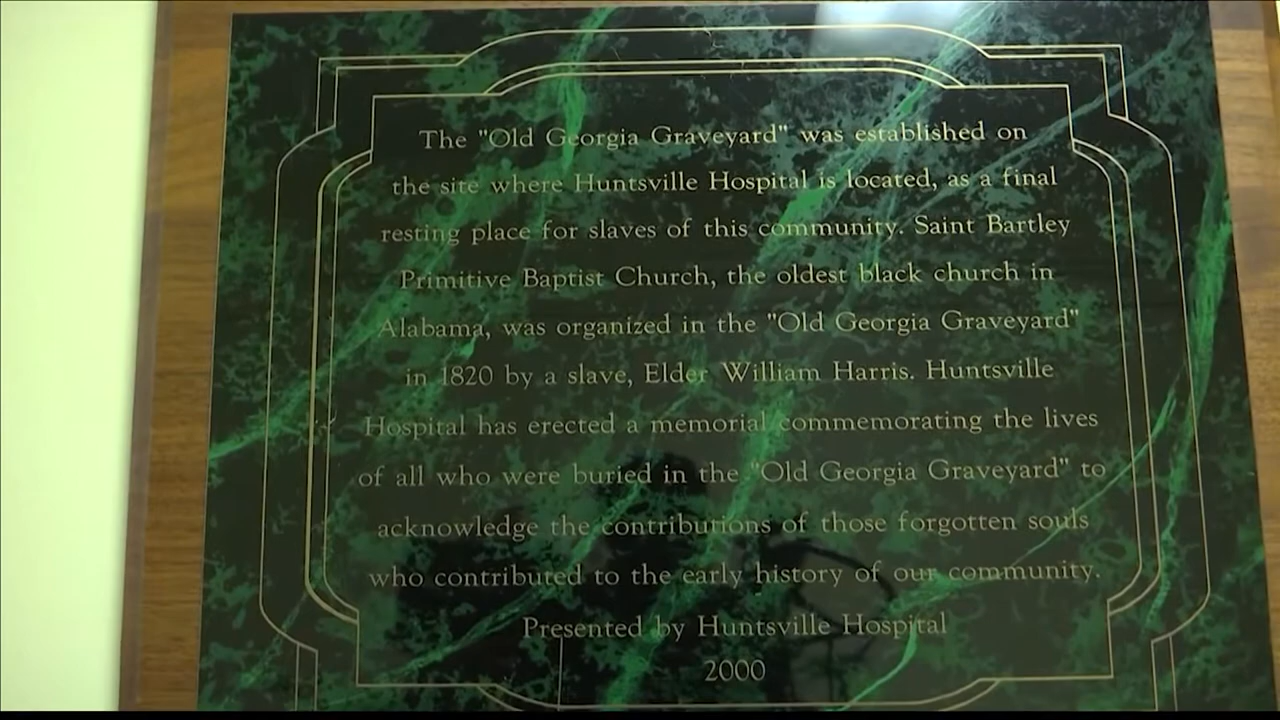 The "Old Georgia Graveyard" was established on
the site where Huntsville Hospital is located, as a final
resting place for slaves of this community. Saint Bartley
Primitive Baptist Church, the oldest black church in
Alabama, was organized in the "Old Georgia Graveyard"
in 1820 by a slave, Elder William Harris. Huntsville
Hospital has erected a memorial commemorating the lives
of all who were buried in the "Old Georgia Graveyard" to
acknowledge the contributions of those forgotten souls
who contributed to the early history of our community.
Presented by Huntsville Hospital
2000